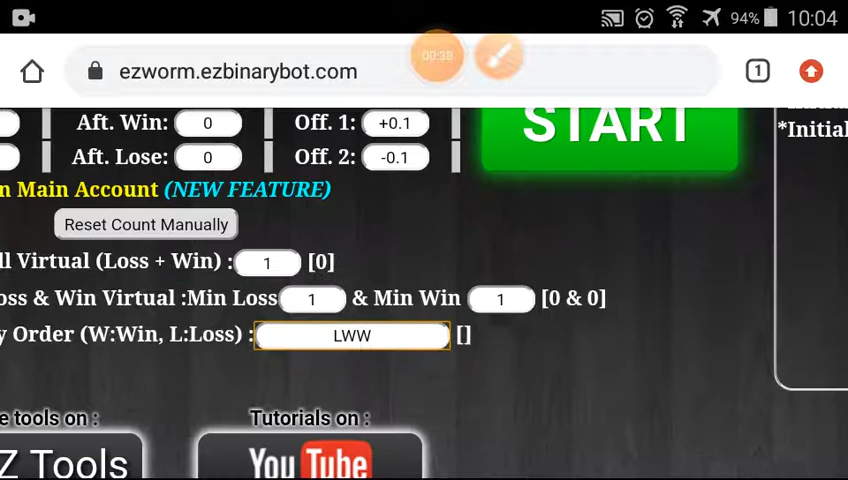 94% 10:04
ezworm.ezbinarybot.com
00:38
1
Aft. Win: 0 Off. 1: +0.1
START
*Initial
Aft. Lose: 0 Off. 2: -0.1
n Main Account (NEW FEATURE)
Reset Count Manually
ll Virtual (Loss + Win) : 1 [0]
oss & Win Virtual :Min Loss 1 & Min Win 1 [0 & 0]
y Order (W:Win, L:Loss) : LWW []
e tools on :
Tutorials on :
Z Tools
YouTube